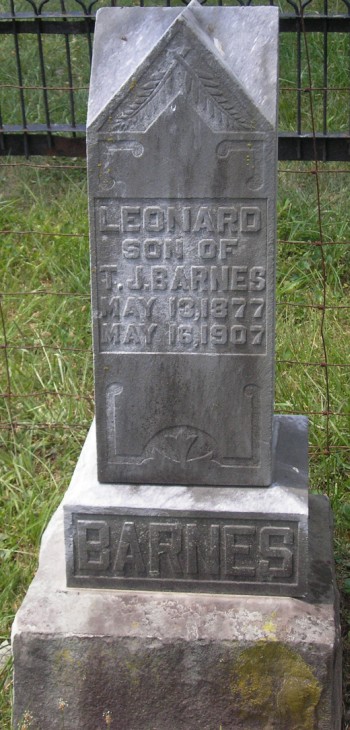 LEONARD
SON OF
T. J. BARNES
MAY 13, 1877
MAY 16, 1907
BARNES